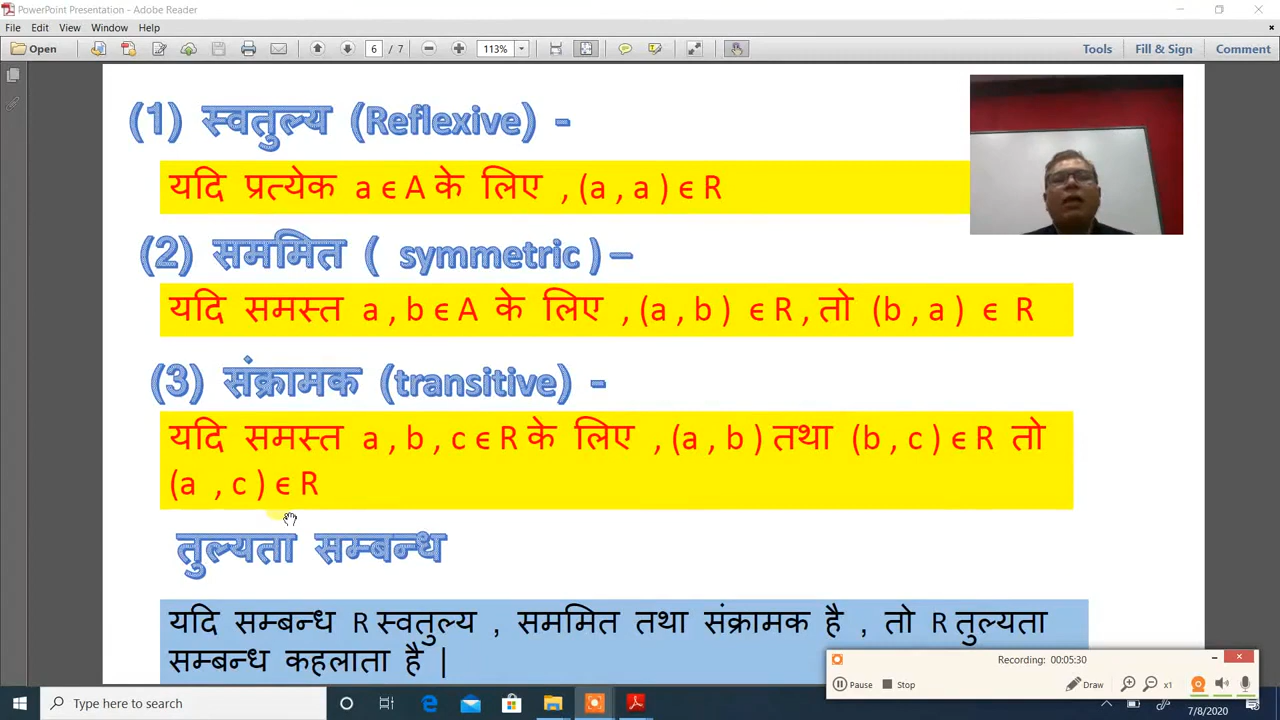 PowerPoint Presentation - Adobe Reader
File Edit View Window Help
Open 6 / 7 113% Tools Fill & Sign Comment
(1) स्वतुल्य (Reflexive) -
यदि प्रत्येक a ϵ A के लिए , (a , a ) ϵ R
(2) सममित ( symmetric ) –
यदि समस्त a , b ϵ A के लिए , (a , b ) ϵ R , तो (b , a ) ϵ R
(3) संक्रामक (transitive) -
यदि समस्त a , b , c ϵ R के लिए , (a , b ) तथा (b , c ) ϵ R तो
(a , c ) ϵ R
तुल्यता सम्बन्ध
यदि सम्बन्ध R स्वतुल्य , सममित तथा संक्रामक है , तो R तुल्यता
सम्बन्ध कहलाता है |
Recording: 00:05:30
Pause Stop Draw x1
Type here to search
7/8/2020